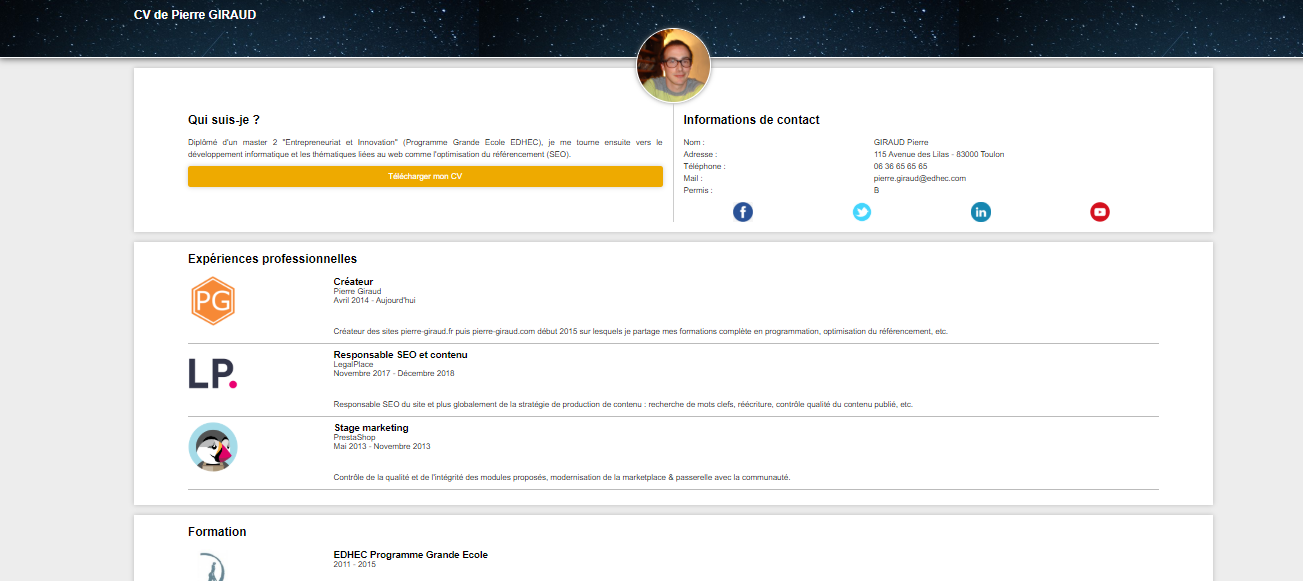 CV de Pierre GIRAUD
Qui suis-je ?
Diplômé d'un master 2 "Entrepreneuriat et Innovation" (Programme Grande Ecole EDHEC), je me tourne ensuite vers le
développement informatique et les thématiques liées au web comme l'optimisation du référencement (SEO).
Télécharger mon CV
Informations de contact
Nom : GIRAUD Pierre
Adresse : 115 Avenue des Lilas - 83000 Toulon
Téléphone : 06 36 65 65 65
Mail : pierre.giraud@edhec.com
Permis : B
f
in
Expériences professionnelles
PG
Créateur
Pierre Giraud
Avril 2014 - Aujourd'hui
Créateur des sites pierre-giraud.fr puis pierre-giraud.com début 2015 sur lesquels je partage mes formations complète en programmation, optimisation du référencement, etc.
LP.
Responsable SEO et contenu
LegalPlace
Novembre 2017 - Décembre 2018
Responsable SEO du site et plus globalement de la stratégie de production de contenu : recherche de mots clefs, réécriture, contrôle qualité du contenu publié, etc.
Stage marketing
PrestaShop
Mai 2013 - Novembre 2013
Contrôle de la qualité et de l'intégrité des modules proposés, modernisation de la marketplace & passerelle avec la communauté.
Formation
EDHEC Programme Grande Ecole
2011 - 2015